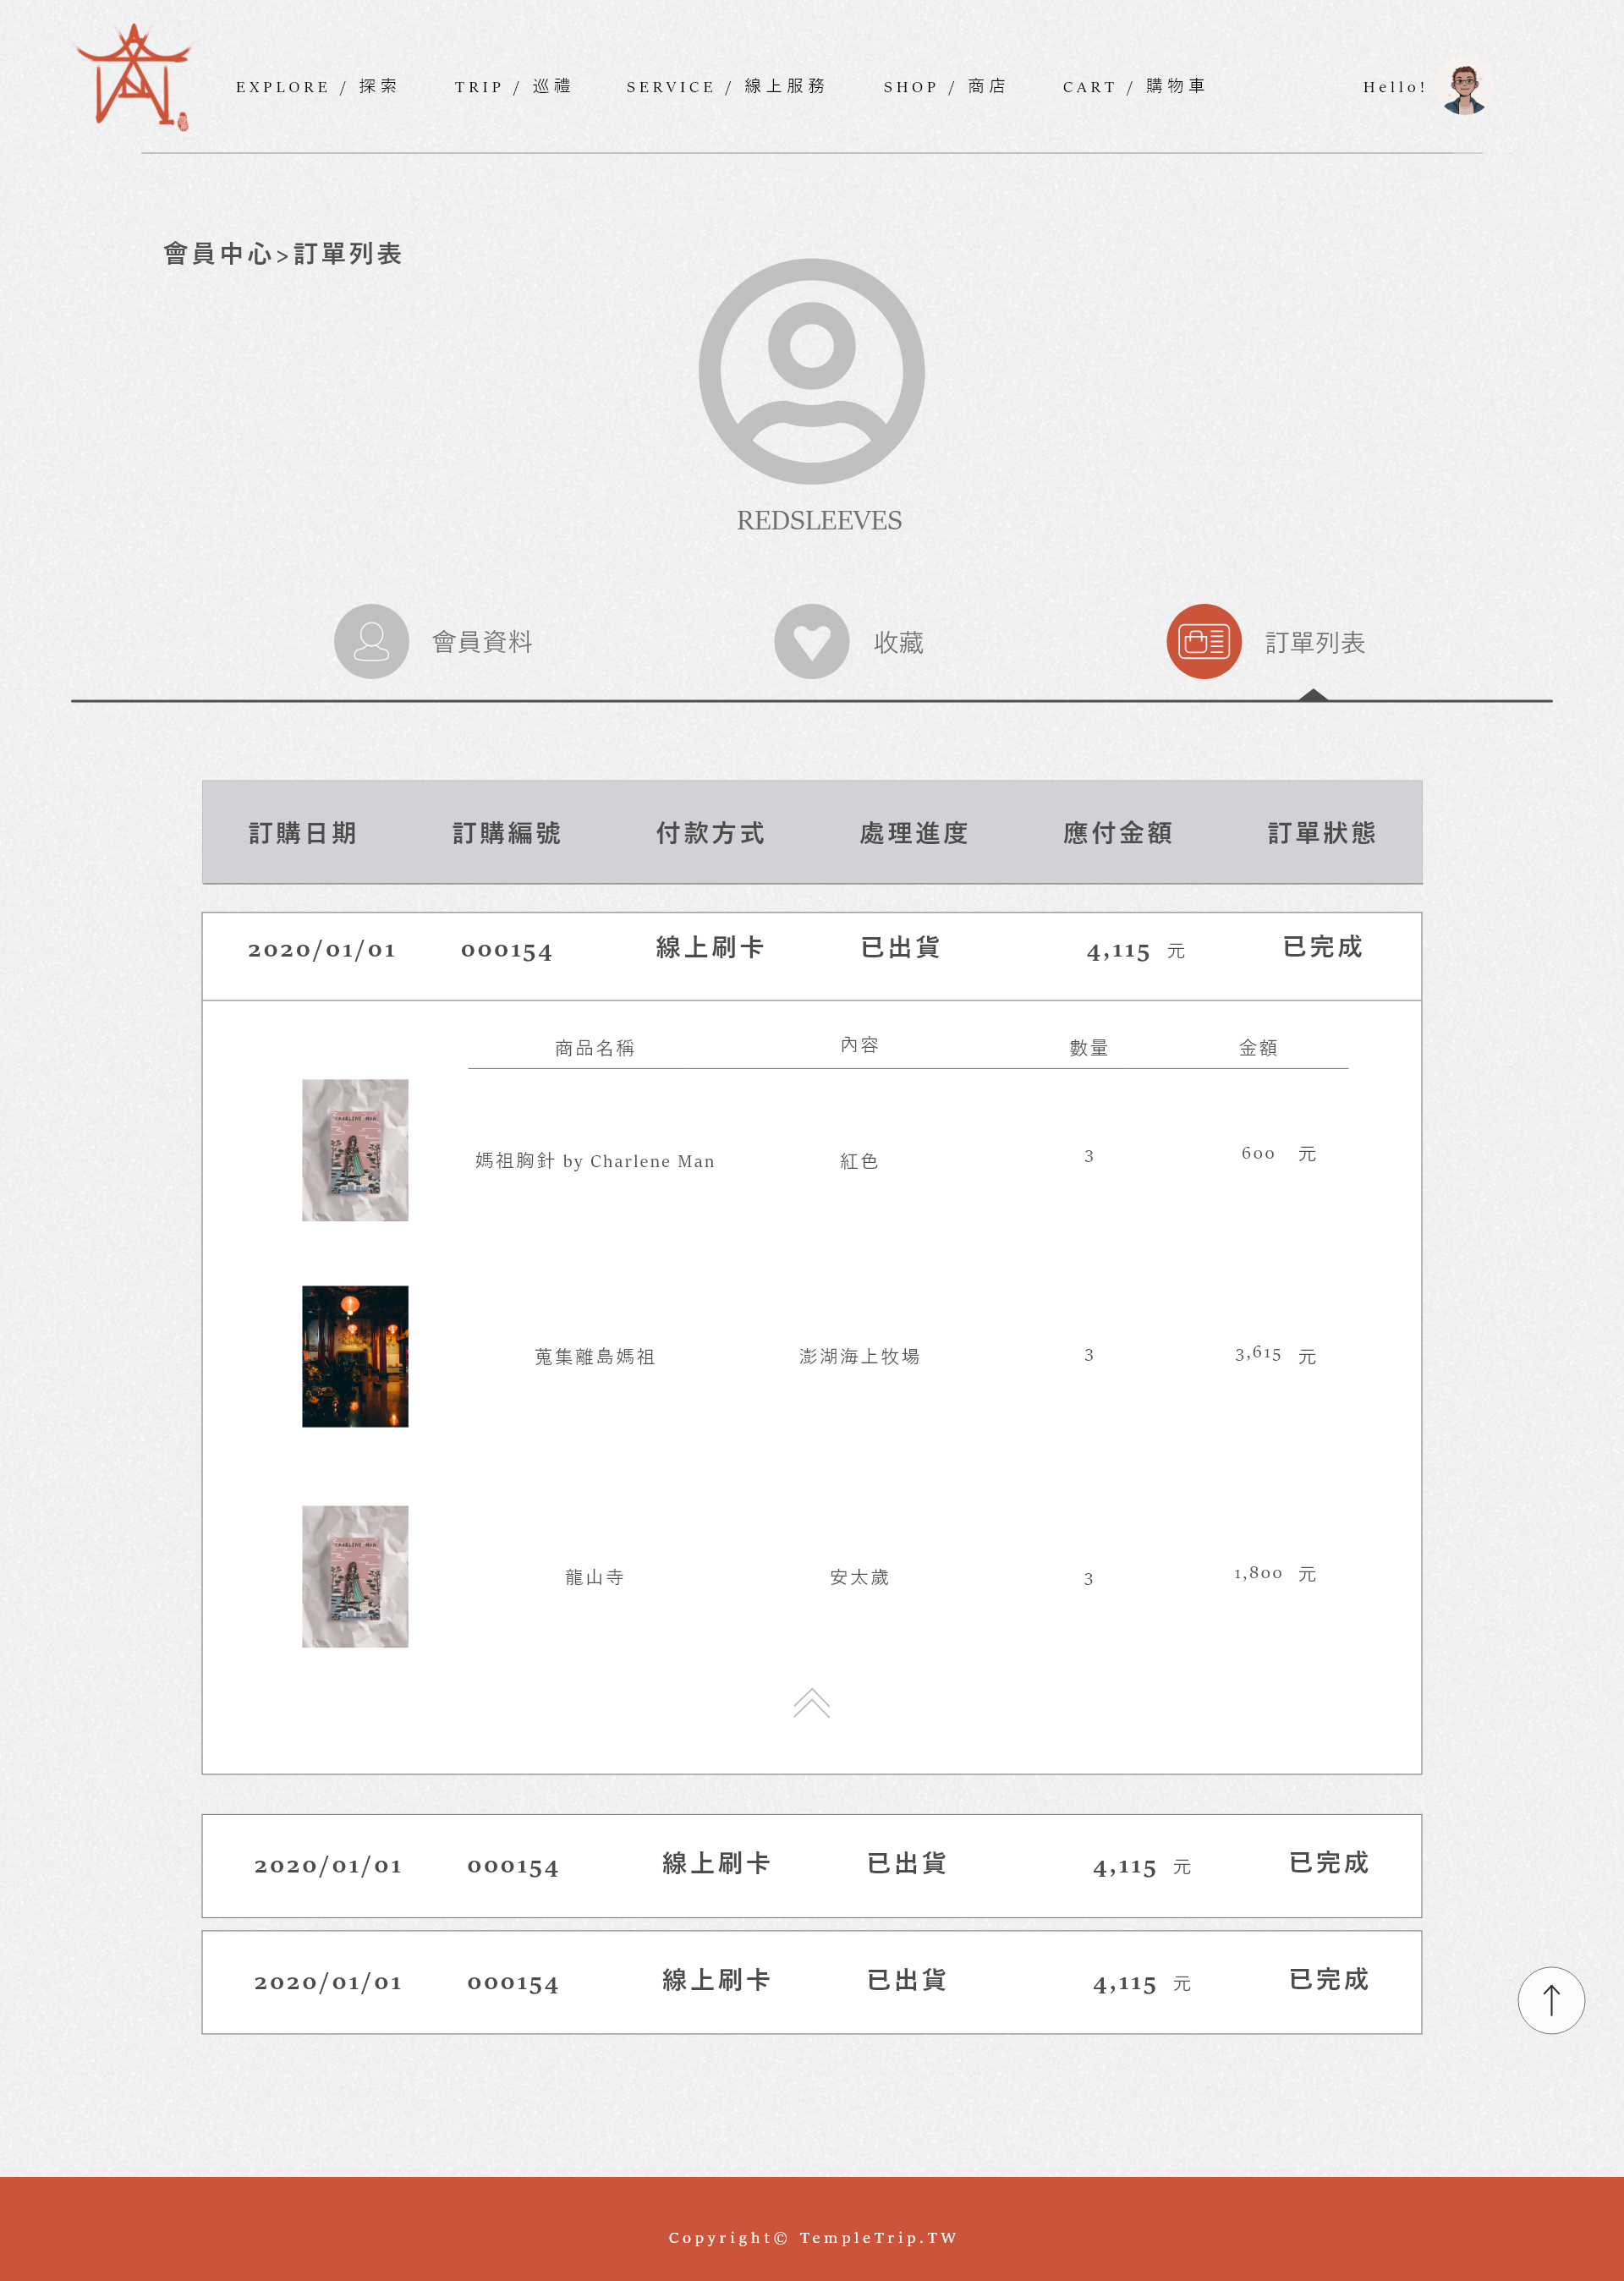 EXPLORE / 探索 TRIP / 巡禮 SERVICE / 線上服務 SHOP / 商店 CART / 購物車 Hello!
會員中心>訂單列表
REDSLEEVES
會員資料 收藏 訂單列表
訂購日期 訂購編號 付款方式 處理進度 應付金額 訂單狀態
2020/01/01 000154 線上刷卡 已出貨 4,115 元 已完成
商品名稱 內容 數量 金額
CHARLENE MAN
媽祖胸針 by Charlene Man 紅色 3 600 元
蒐集離島媽祖 澎湖海上牧場 3 3,615 元
CHARLENE MAN
龍山寺 安太歲 3 1,800 元
2020/01/01 000154 線上刷卡 已出貨 4,115 元 已完成
2020/01/01 000154 線上刷卡 已出貨 4,115 元 已完成
Copyright© TempleTrip.TW